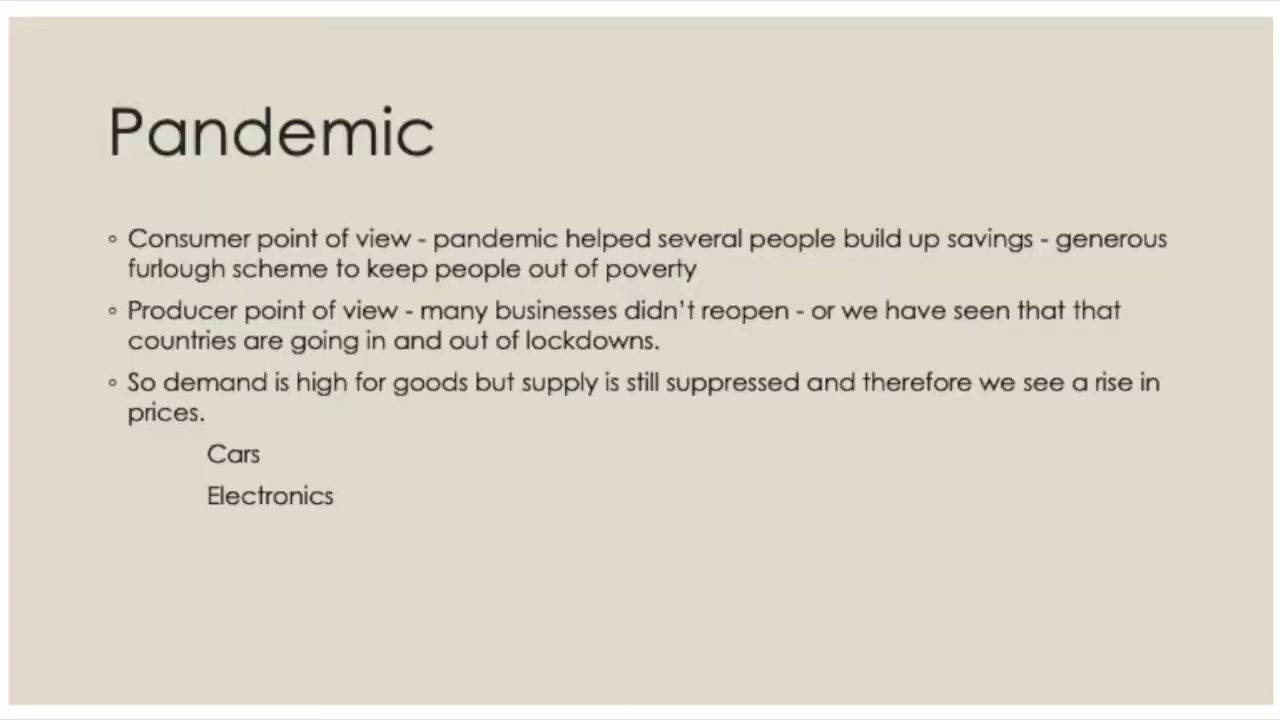 Pandemic
◦ Consumer point of view - pandemic helped several people build up savings - generous
furlough scheme to keep people out of poverty
◦ Producer point of view - many businesses didn't reopen - or we have seen that that
countries are going in and out of lockdowns.
◦ So demand is high for goods but supply is still suppressed and therefore we see a rise in
prices.
Cars
Electronics